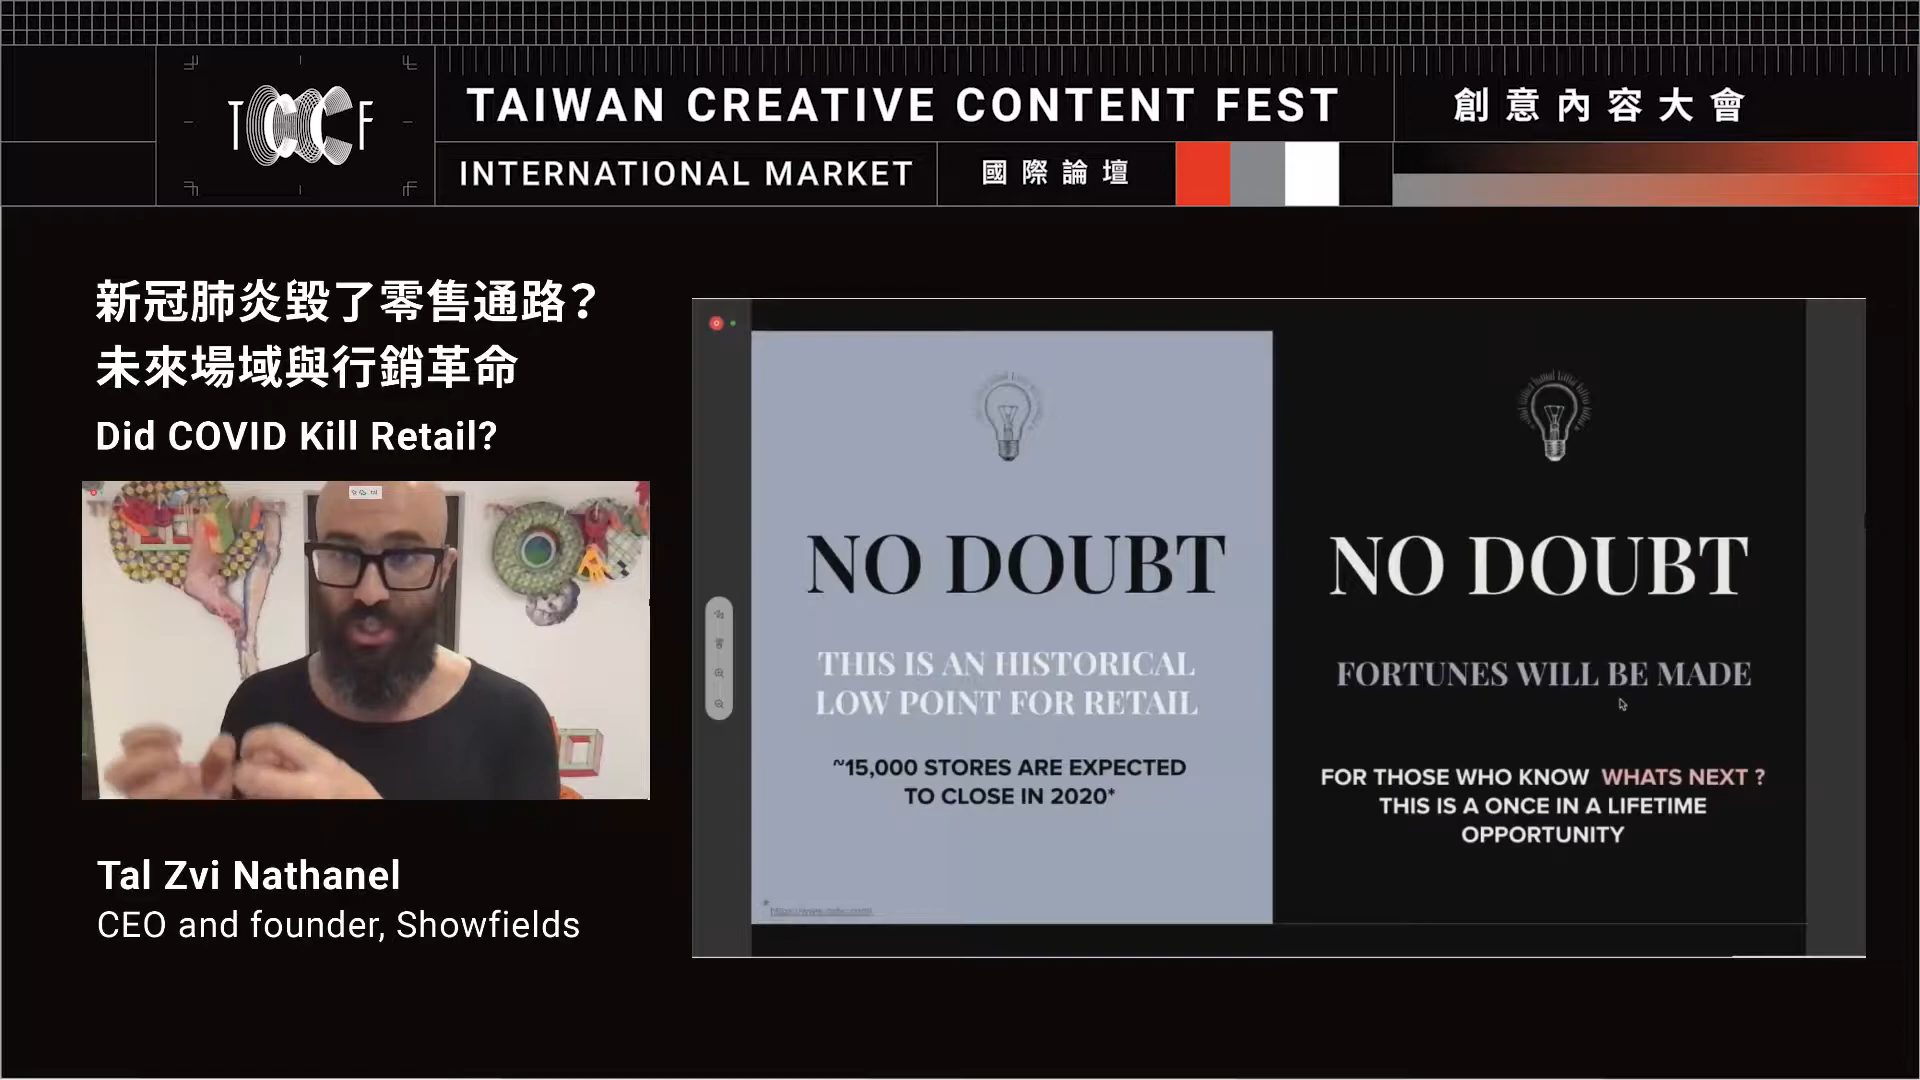 TCCF
TAIWAN CREATIVE CONTENT FEST
創意內容大會
INTERNATIONAL MARKET
國際論壇
新冠肺炎毀了零售通路？
未來場域與行銷革命
Did COVID Kill Retail?
Tal Zvi Nathanel
CEO and founder, Showfields
NO DOUBT
THIS IS AN HISTORICAL
LOW POINT FOR RETAIL
~15,000 STORES ARE EXPECTED
TO CLOSE IN 2020*
NO DOUBT
FORTUNES WILL BE MADE
FOR THOSE WHO KNOW WHATS NEXT ?
THIS IS A ONCE IN A LIFETIME
OPPORTUNITY